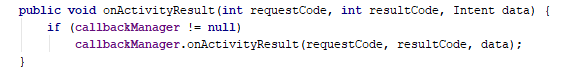 public void onActivityResult(int requestCode, int resultCode, Intent data) {
    if (callbackManager != null)
        callbackManager.onActivityResult(requestCode, resultCode, data);
}